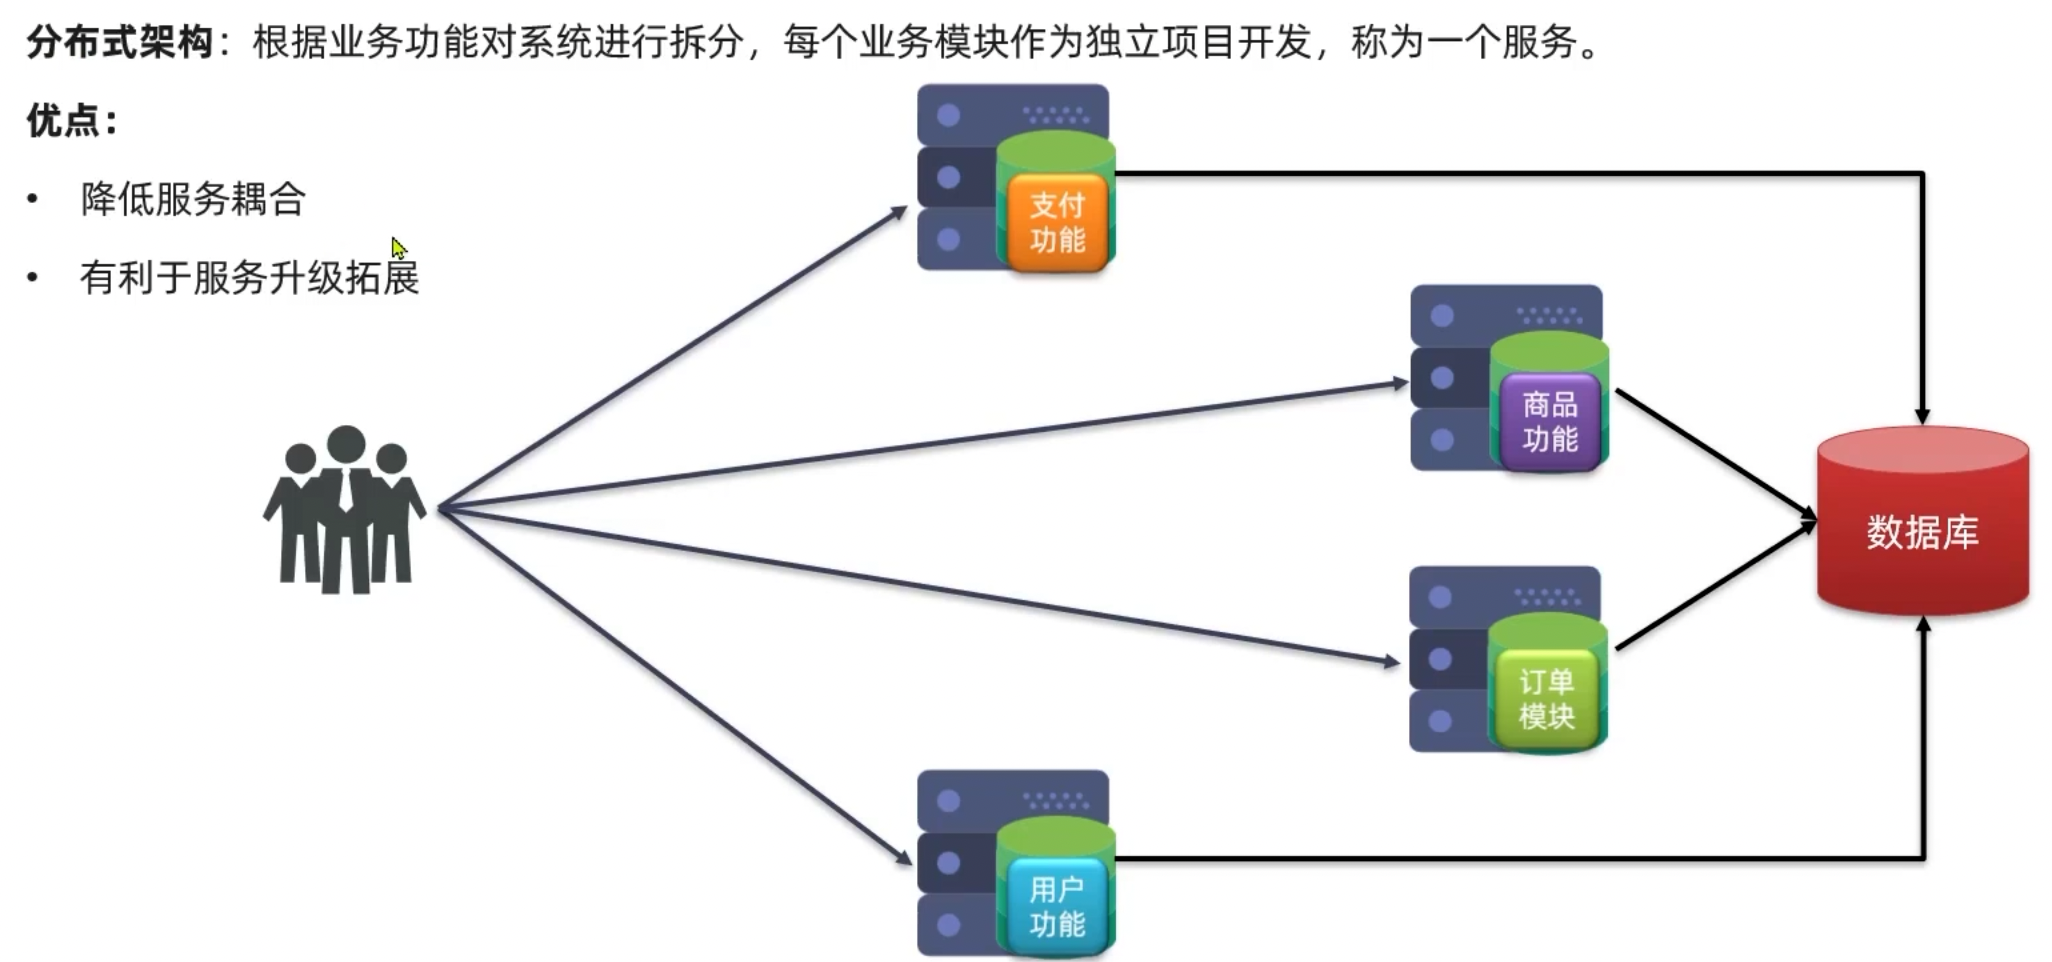 分布式架构：根据业务功能对系统进行拆分，每个业务模块作为独立项目开发，称为一个服务。
优点：
• 降低服务耦合
• 有利于服务升级拓展
支付
功能
商品
功能
数据库
订单
模块
用户
功能